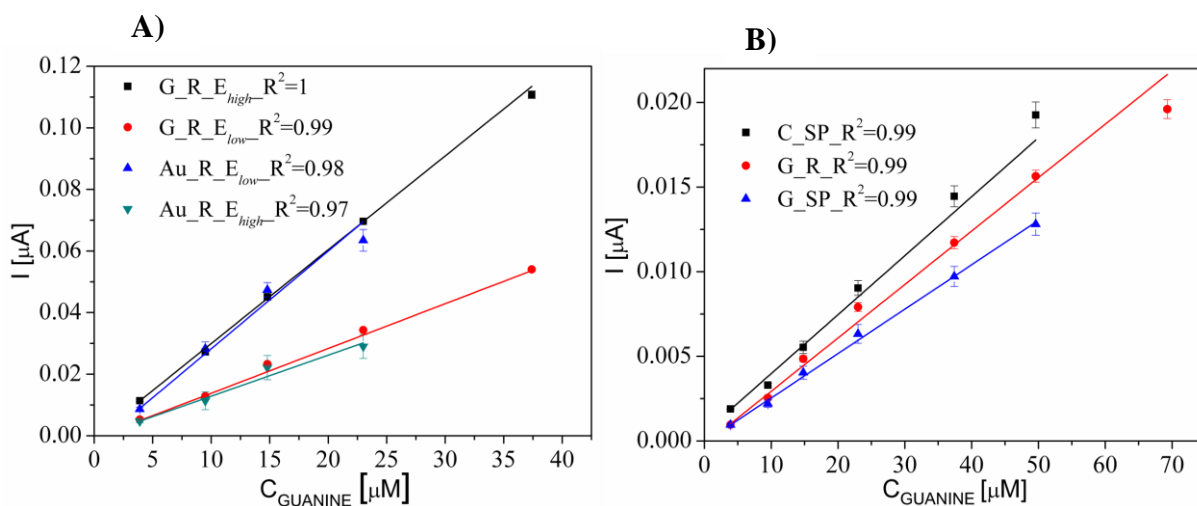 A)
0.12
0.10
0.08
0.06
0.04
0.02
0.00
I [μA]
G_R_E_high_R²=1
G_R_E_low_R²=0.99
Au_R_E_low_R²=0.98
Au_R_E_high_R²=0.97
0 5 10 15 20 25 30 35 40
C_GUANINE [μM]
B)
0.020
0.015
0.010
0.005
0.000
I [μA]
C_SP_R²=0.99
G_R_R²=0.99
G_SP_R²=0.99
0 10 20 30 40 50 60 70
C_GUANINE [μM]